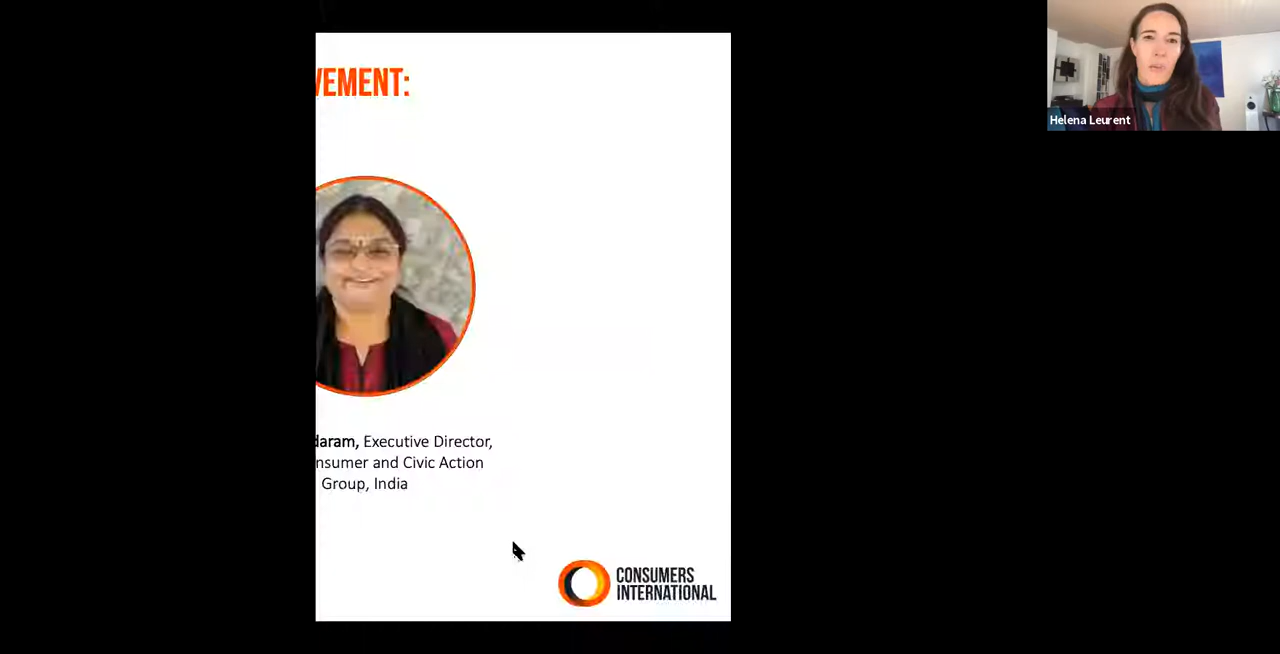 VEMENT:
Helena Leurent
daram, Executive Director,
nsumer and Civic Action
Group, India
CONSUMERS
INTERNATIONAL